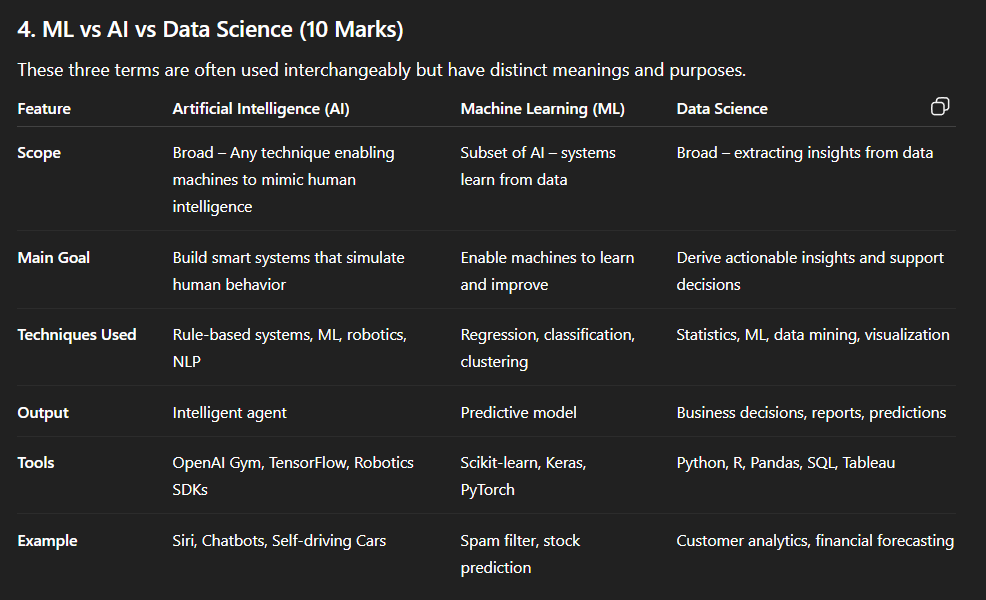 4. ML vs AI vs Data Science (10 Marks)
These three terms are often used interchangeably but have distinct meanings and purposes.
Feature Artificial Intelligence (AI) Machine Learning (ML) Data Science
Scope Broad – Any technique enabling Subset of AI – systems Broad – extracting insights from data
machines to mimic human learn from data
intelligence
Main Goal Build smart systems that simulate Enable machines to learn Derive actionable insights and support
human behavior and improve decisions
Techniques Used Rule-based systems, ML, robotics, Regression, classification, Statistics, ML, data mining, visualization
NLP clustering
Output Intelligent agent Predictive model Business decisions, reports, predictions
Tools OpenAI Gym, TensorFlow, Robotics Scikit-learn, Keras, Python, R, Pandas, SQL, Tableau
SDKs PyTorch
Example Siri, Chatbots, Self-driving Cars Spam filter, stock Customer analytics, financial forecasting
prediction